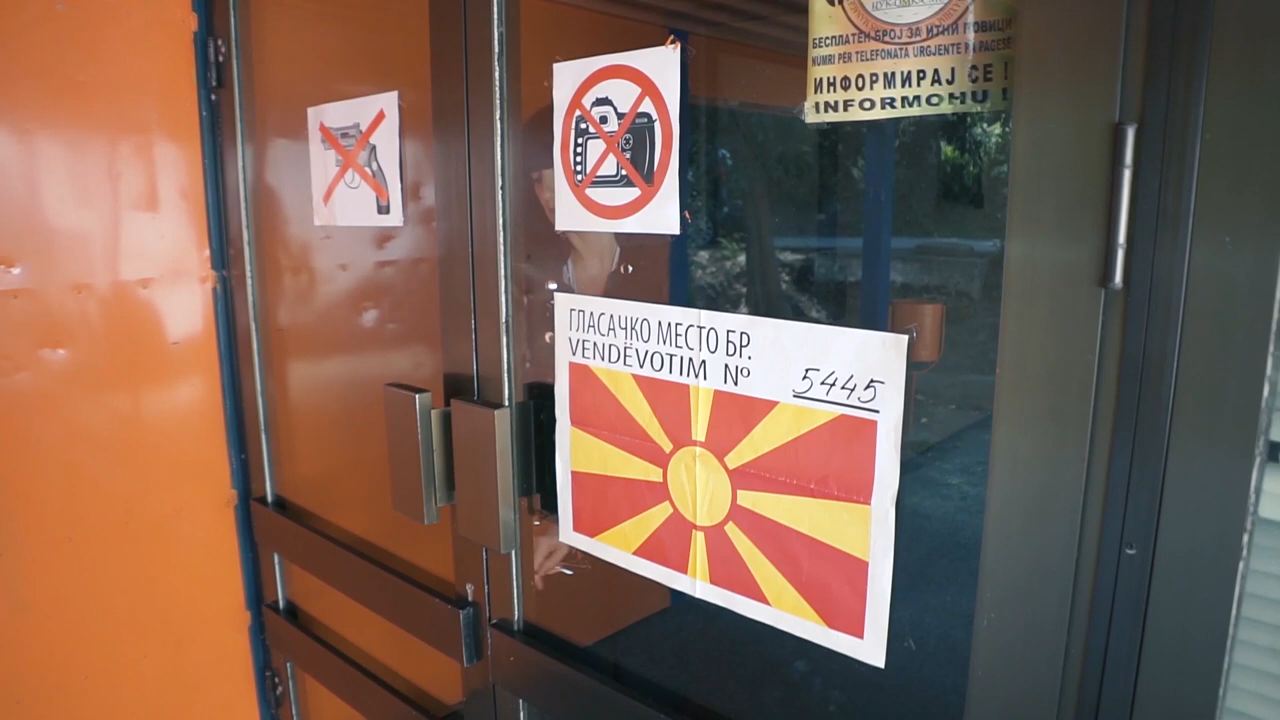 БЕСПЛАТЕН БРОЈ ЗА ИТНИ ПОВИЦИ
NUMRI PËR TELEFONATA URGJENTE PA PAGESË
ИНФОРМИРАЈ СЕ !
INFORMOHU !
ГЛАСАЧКО МЕСТО БР.
VENDËVOTIM Nº 5445